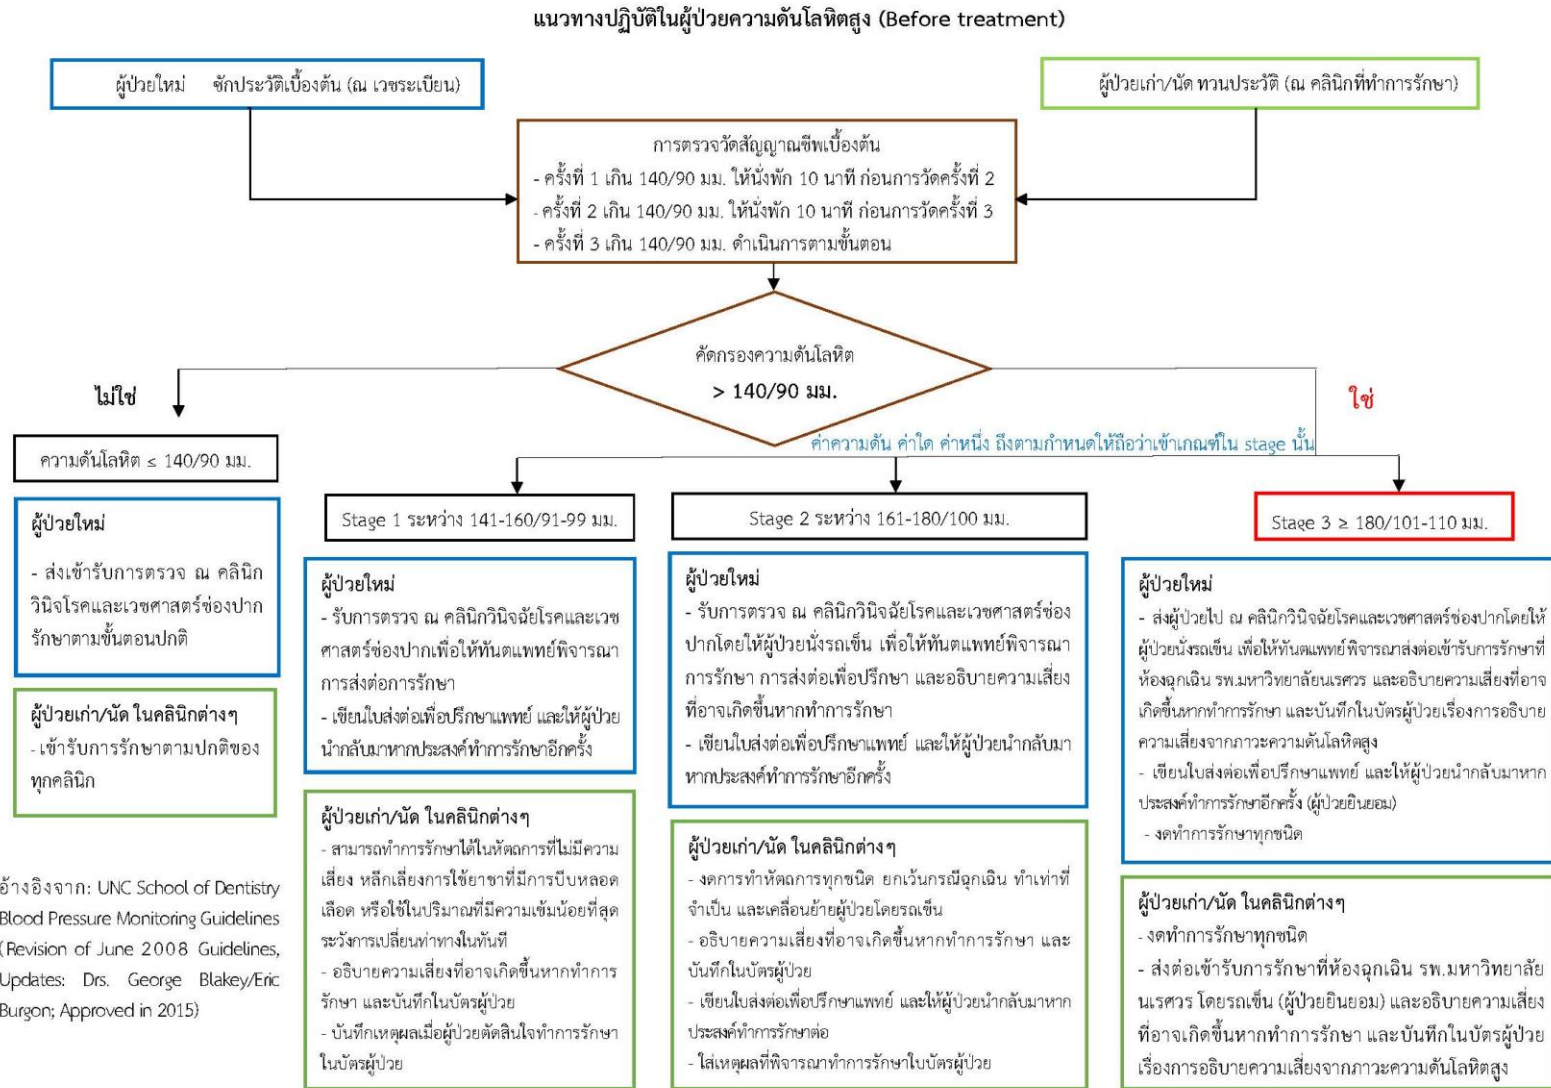 แนวทางปฏิบัติในผู้ป่วยความดันโลหิตสูง (Before treatment)
ผู้ป่วยใหม่ ซักประวัติเบื้องต้น (ณ เวชระเบียน)
ผู้ป่วยเก่า/นัด ทวนประวัติ (ณ คลินิกที่ทำการรักษา)
การตรวจวัดสัญญาณชีพเบื้องต้น
- ครั้งที่ 1 เกิน 140/90 มม. ให้นั่งพัก 10 นาที ก่อนการวัดครั้งที่ 2
- ครั้งที่ 2 เกิน 140/90 มม. ให้นั่งพัก 10 นาที ก่อนการวัดครั้งที่ 3
- ครั้งที่ 3 เกิน 140/90 มม. ดำเนินการตามขั้นตอน
คัดกรองความดันโลหิต
> 140/90 มม.
ไม่ใช่
ใช่
ค่าความดัน ค่าใด ค่าหนึ่ง ถึงตามกำหนดให้ถือว่าเข้าเกณฑ์ใน stage นั้น
ความดันโลหิต ≤ 140/90 มม.
ผู้ป่วยใหม่
- ส่งเข้ารับการตรวจ ณ คลินิก
วินิจโรคและเวชศาสตร์ช่องปาก
รักษาตามขั้นตอนปกติ
ผู้ป่วยเก่า/นัด ในคลินิกต่างๆ
- เข้ารับการรักษาตามปกติของ
ทุกคลินิก
อ้างอิงจาก: UNC School of Dentistry
Blood Pressure Monitoring Guidelines
(Revision of June 2008 Guidelines,
Updates: Drs. George Blakey/Eric
Burgon; Approved in 2015)
Stage 1 ระหว่าง 141-160/91-99 มม.
ผู้ป่วยใหม่
- รับการตรวจ ณ คลินิกวินิจฉัยโรคและเวช
ศาสตร์ช่องปากเพื่อให้ทันตแพทย์พิจารณา
การส่งต่อการรักษา
- เขียนใบส่งต่อเพื่อปรึกษาแพทย์ และให้ผู้ป่วย
นำกลับมาหากประสงค์ทำการรักษาอีกครั้ง
ผู้ป่วยเก่า/นัด ในคลินิกต่างๆ
- สามารถทำการรักษาได้ในหัตถการที่ไม่มีความ
เสี่ยง หลีกเลี่ยงการใช้ยาชาที่มีการบีบหลอด
เลือด หรือใช้ในปริมาณที่มีความเข้มน้อยที่สุด
ระวังการเปลี่ยนท่าทางในทันที
- อธิบายความเสี่ยงที่อาจเกิดขึ้นหากทำการ
รักษา และบันทึกในบัตรผู้ป่วย
- บันทึกเหตุผลเมื่อผู้ป่วยตัดสินใจทำการรักษา
ในบัตรผู้ป่วย
Stage 2 ระหว่าง 161-180/100 มม.
ผู้ป่วยใหม่
- รับการตรวจ ณ คลินิกวินิจฉัยโรคและเวชศาสตร์ช่อง
ปากโดยให้ผู้ป่วยนั่งรถเข็น เพื่อให้ทันตแพทย์พิจารณา
การรักษา การส่งต่อเพื่อปรึกษา และอธิบายความเสี่ยง
ที่อาจเกิดขึ้นหากทำการรักษา
- เขียนใบส่งต่อเพื่อปรึกษาแพทย์ และให้ผู้ป่วยนำกลับมา
หากประสงค์ทำการรักษาอีกครั้ง
ผู้ป่วยเก่า/นัด ในคลินิกต่างๆ
- งดการทำหัตถการทุกชนิด ยกเว้นกรณีฉุกเฉิน ทำเท่าที่
จำเป็น และเคลื่อนย้ายผู้ป่วยโดยรถเข็น
- อธิบายความเสี่ยงที่อาจเกิดขึ้นหากทำการรักษา และ
บันทึกในบัตรผู้ป่วย
- เขียนใบส่งต่อเพื่อปรึกษาแพทย์ และให้ผู้ป่วยนำกลับมาหาก
ประสงค์ทำการรักษาต่อ
- ใส่เหตุผลที่พิจารณาทำการรักษาใบบัตรผู้ป่วย
Stage 3 ≥ 180/101-110 มม.
ผู้ป่วยใหม่
- ส่งผู้ป่วยไป ณ คลินิกวินิจฉัยโรคและเวชศาสตร์ช่องปากโดยให้
ผู้ป่วยนั่งรถเข็น เพื่อให้ทันตแพทย์พิจารณาส่งต่อเข้ารับการรักษาที่
ห้องฉุกเฉิน รพ.มหาวิทยาลัยนเรศวร และอธิบายความเสี่ยงที่อาจ
เกิดขึ้นหากทำการรักษา และบันทึกในบัตรผู้ป่วยเรื่องการอธิบาย
ความเสี่ยงจากภาวะความดันโลหิตสูง
- เขียนใบส่งต่อเพื่อปรึกษาแพทย์ และให้ผู้ป่วยนำกลับมาหาก
ประสงค์ทำการรักษาอีกครั้ง (ผู้ป่วยยินยอม)
- งดทำการรักษาทุกชนิด
ผู้ป่วยเก่า/นัด ในคลินิกต่างๆ
- งดทำการรักษาทุกชนิด
- ส่งต่อเข้ารับการรักษาที่ห้องฉุกเฉิน รพ.มหาวิทยาลัย
นเรศวร โดยรถเข็น (ผู้ป่วยยินยอม) และอธิบายความเสี่ยง
ที่อาจเกิดขึ้นหากทำการรักษา และบันทึกในบัตรผู้ป่วย
เรื่องการอธิบายความเสี่ยงจากภาวะความดันโลหิตสูง